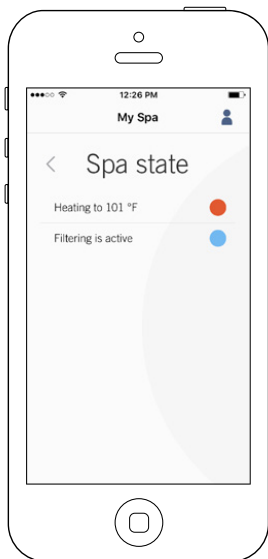 12:26 PM
My Spa
Spa state
Heating to 101 °F
Filtering is active